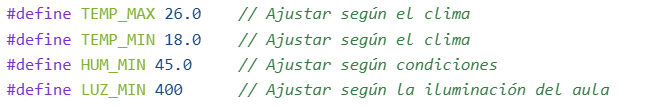 #define TEMP_MAX 26.0    // Ajustar según el clima
#define TEMP_MIN 18.0    // Ajustar según el clima
#define HUM_MIN 45.0     // Ajustar según condiciones
#define LUZ_MIN 400      // Ajustar según la iluminación del aula